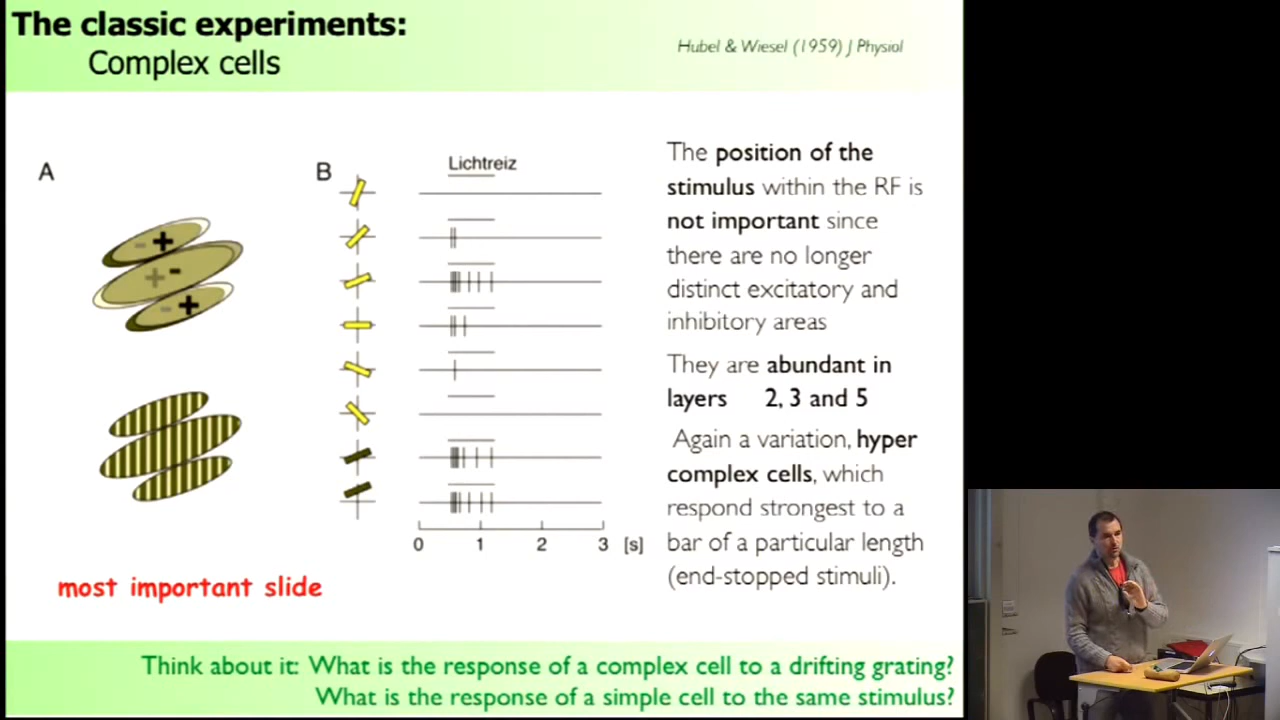 The classic experiments:
Complex cells
Hubel & Wiesel (1959) J Physiol
A
B
Lichtreiz
0 1 2 3 [s]
most important slide
The position of the
stimulus within the RF is
not important since
there are no longer
distinct excitatory and
inhibitory areas
They are abundant in
layers 2, 3 and 5
Again a variation, hyper
complex cells, which
respond strongest to a
bar of a particular length
(end-stopped stimuli).
Think about it: What is the response of a complex cell to a drifting grating?
What is the response of a simple cell to the same stimulus?